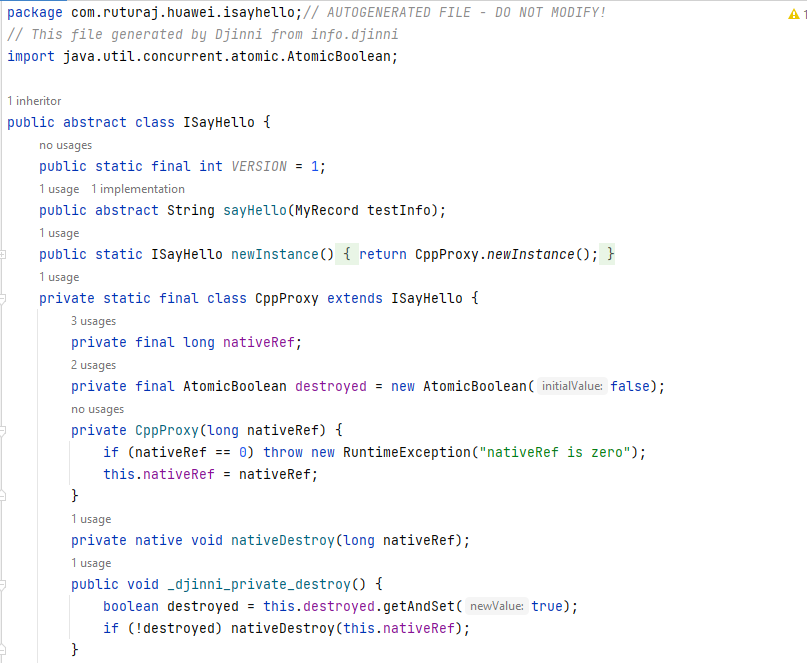 package com.ruturaj.huawei.isayhello;// AUTOGENERATED FILE - DO NOT MODIFY!
// This file generated by Djinni from info.djinni
import java.util.concurrent.atomic.AtomicBoolean;
1 inheritor
public abstract class ISayHello {
no usages
public static final int VERSION = 1;
1 usage 1 implementation
public abstract String sayHello(MyRecord testInfo);
1 usage
public static ISayHello newInstance() { return CppProxy.newInstance(); }
1 usage
private static final class CppProxy extends ISayHello {
3 usages
private final long nativeRef;
2 usages
private final AtomicBoolean destroyed = new AtomicBoolean( initialValue: false);
no usages
private CppProxy(long nativeRef) {
if (nativeRef == 0) throw new RuntimeException("nativeRef is zero");
this.nativeRef = nativeRef;
}
1 usage
private native void nativeDestroy(long nativeRef);
1 usage
public void _djinni_private_destroy() {
boolean destroyed = this.destroyed.getAndSet( newValue: true);
if (!destroyed) nativeDestroy(this.nativeRef);
}